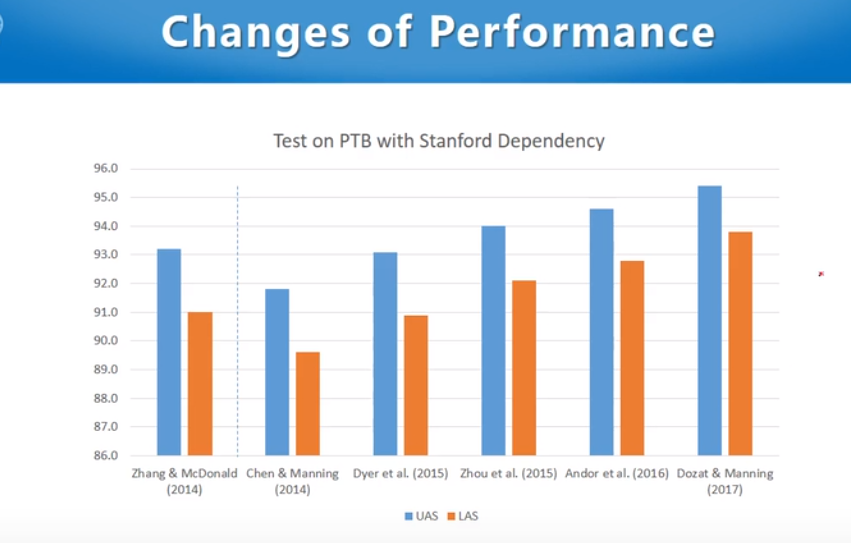 Changes of Performance
Test on PTB with Stanford Dependency
96.0
95.0
94.0
93.0
92.0
91.0
90.0
89.0
88.0
87.0
86.0
Zhang & McDonald (2014)
Chen & Manning (2014)
Dyer et al. (2015)
Zhou et al. (2015)
Andor et al. (2016)
Dozat & Manning (2017)
UAS
LAS